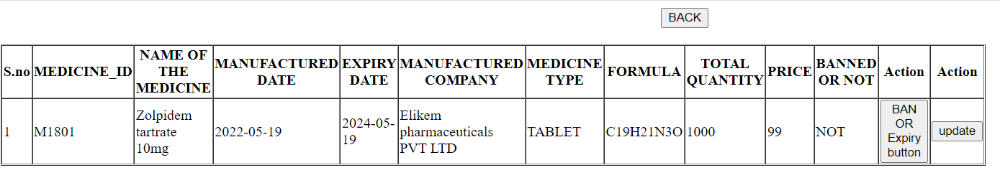 BACK
S.no MEDICINE_ID NAME OF THE MEDICINE MANUFACTURED DATE EXPIRY DATE MANUFACTURED COMPANY MEDICINE TYPE FORMULA TOTAL QUANTITY PRICE BANNED OR NOT Action Action
1 M1801 Zolpidem tartrate 10mg 2022-05-19 2024-05-19 Elikem pharmaceuticals PVT LTD TABLET C19H21N3O 1000 99 NOT BAN OR Expiry button update